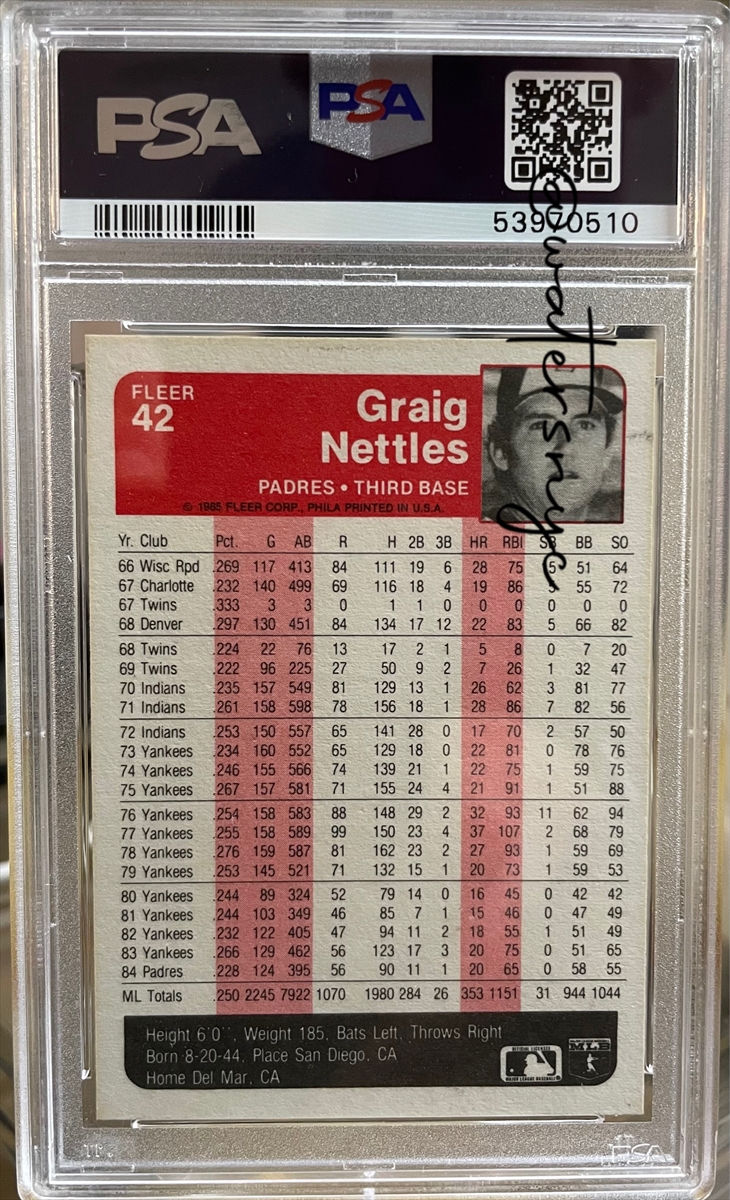 PSA
PSA
53970510
@watersnyc
FLEER
42
Graig
Nettles
PADRES • THIRD BASE
© 1985 FLEER CORP., PHILA PRINTED IN U.S.A.
Yr. Club Pct. G AB R H 2B 3B HR RBI SB BB SO
66 Wisc Rpd .269 117 413 84 111 19 6 28 75 5 51 64
67 Charlotte .232 140 499 69 116 18 4 19 86 55 72
67 Twins .333 3 3 0 1 1 0 0 0 0 0 0
68 Denver .297 130 451 84 134 17 12 22 83 5 66 82
68 Twins .224 22 76 13 17 2 1 5 8 0 7 20
69 Twins .222 96 225 27 50 9 2 7 26 1 32 47
70 Indians .235 157 549 81 129 13 1 26 62 3 81 77
71 Indians .261 158 598 78 156 18 1 28 86 7 82 56
72 Indians .253 150 557 65 141 28 0 17 70 2 57 50
73 Yankees .234 160 552 65 129 18 0 22 81 0 78 76
74 Yankees .246 155 566 74 139 21 1 22 75 1 59 75
75 Yankees .267 157 581 71 155 24 4 21 91 1 51 88
76 Yankees .254 158 583 88 148 29 2 32 93 11 62 94
77 Yankees .255 158 589 99 150 23 4 37 107 2 68 79
78 Yankees .276 159 587 81 162 23 2 27 93 1 59 69
79 Yankees .253 145 521 71 132 15 1 20 73 1 59 53
80 Yankees .244 89 324 52 79 14 0 16 45 0 42 42
81 Yankees .244 103 349 46 85 7 1 15 46 0 47 49
82 Yankees .232 122 405 47 94 11 2 18 55 1 51 49
83 Yankees .266 129 462 56 123 17 3 20 75 0 51 65
84 Padres .228 124 395 56 90 11 1 20 65 0 58 55
ML Totals .250 2245 7922 1070 1980 284 26 353 1151 31 944 1044
Height 6'0'', Weight 185, Bats Left, Throws Right
Born 8-20-44, Place San Diego, CA
Home Del Mar, CA
OFFICIAL LICENSEE
MAJOR LEAGUE BASEBALL
PSA